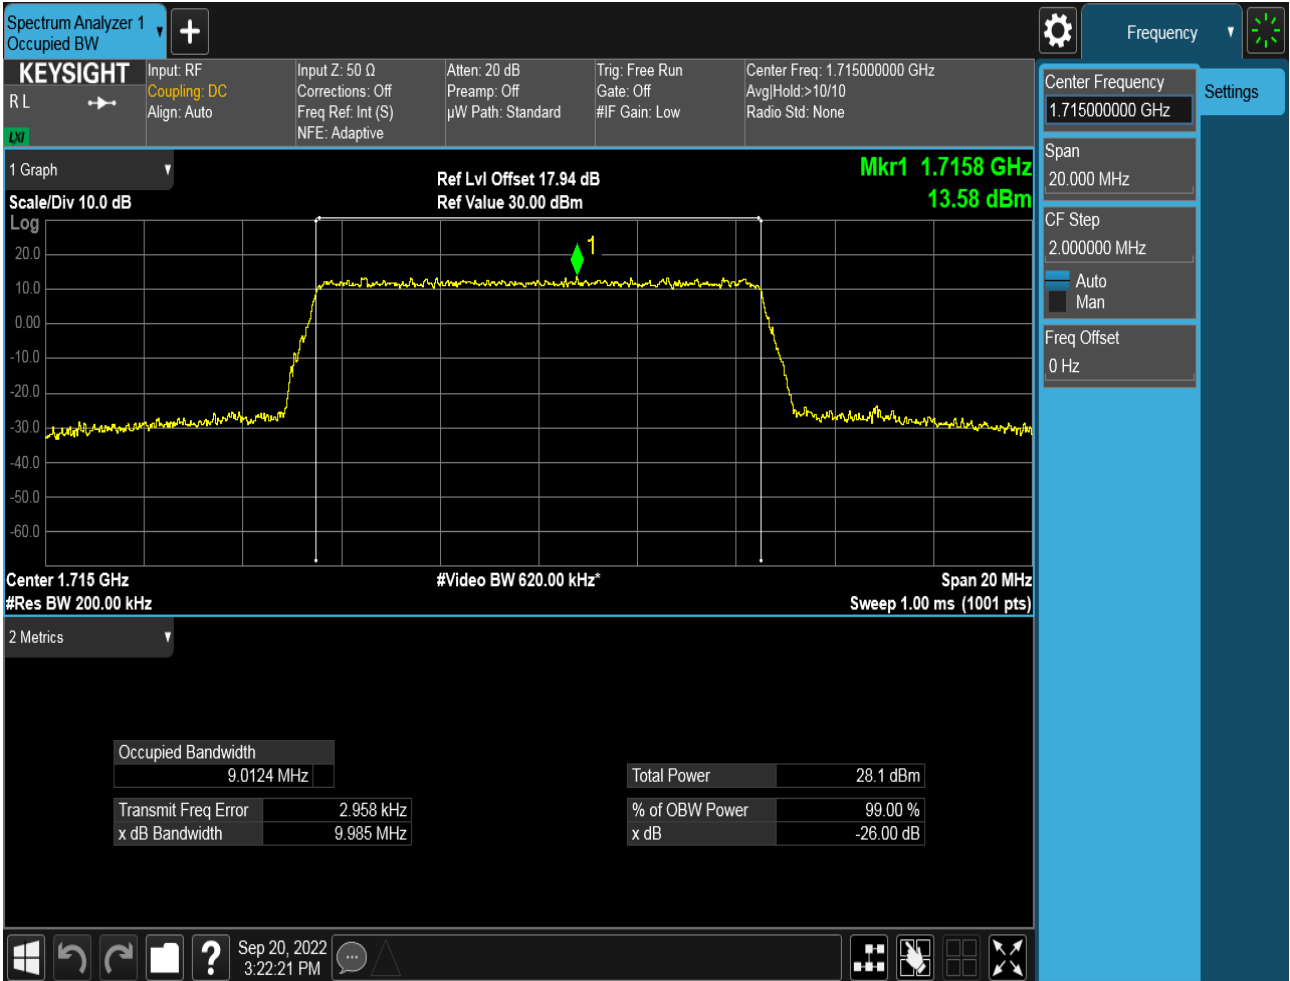 Spectrum Analyzer 1
Occupied BW
Frequency
KEYSIGHT
R L
LXI
Input: RF
Coupling: DC
Align: Auto
Input Z: 50 Ω
Corrections: Off
Freq Ref: Int (S)
NFE: Adaptive
Atten: 20 dB
Preamp: Off
µW Path: Standard
Trig: Free Run
Gate: Off
#IF Gain: Low
Center Freq: 1.715000000 GHz
Avg|Hold:>10/10
Radio Std: None
Center Frequency
1.715000000 GHz
Settings
Span
20.000 MHz
CF Step
2.000000 MHz
Auto
Man
Freq Offset
0 Hz
1 Graph
Scale/Div 10.0 dB
Log
Ref Lvl Offset 17.94 dB
Ref Value 30.00 dBm
Mkr1 1.7158 GHz
13.58 dBm
1
20.0
10.0
0.00
-10.0
-20.0
-30.0
-40.0
-50.0
-60.0
Center 1.715 GHz
#Res BW 200.00 kHz
#Video BW 620.00 kHz*
Span 20 MHz
Sweep 1.00 ms (1001 pts)
2 Metrics
Occupied Bandwidth
9.0124 MHz
Transmit Freq Error 2.958 kHz
x dB Bandwidth 9.985 MHz
Total Power 28.1 dBm
% of OBW Power 99.00 %
x dB -26.00 dB
?
Sep 20, 2022
3:22:21 PM